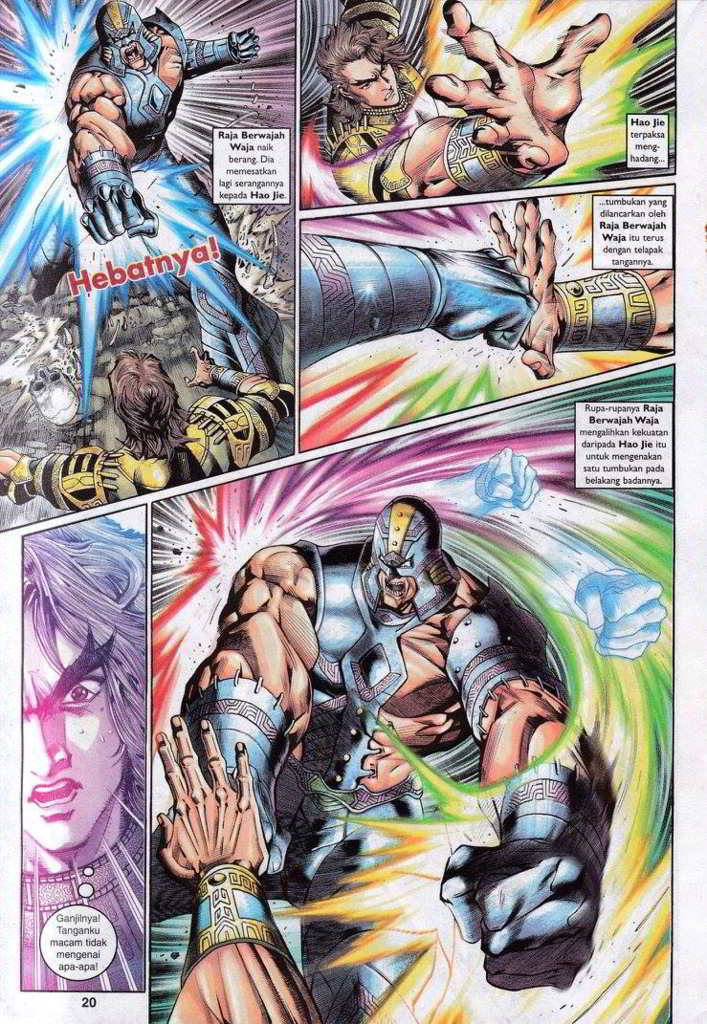 Raja Berwajah
Waja naik
berang. Dia
memesatkan
lagi serangannya
kepada Hao Jie.
Hebatnya!
Hao Jie
terpaksa
meng-
hadang...
...tumbukan yang
dilancarkan oleh
Raja Berwajah
Waja itu terus
dengan telapak
tangannya.
Rupa-rupanya Raja
Berwajah Waja
mengalihkan kekuatan
daripada Hao Jie itu
untuk mengenakan
satu tumbukan pada
belakang badannya.
Ganjilnya!
Tanganku
macam tidak
mengenai
apa-apa!
20